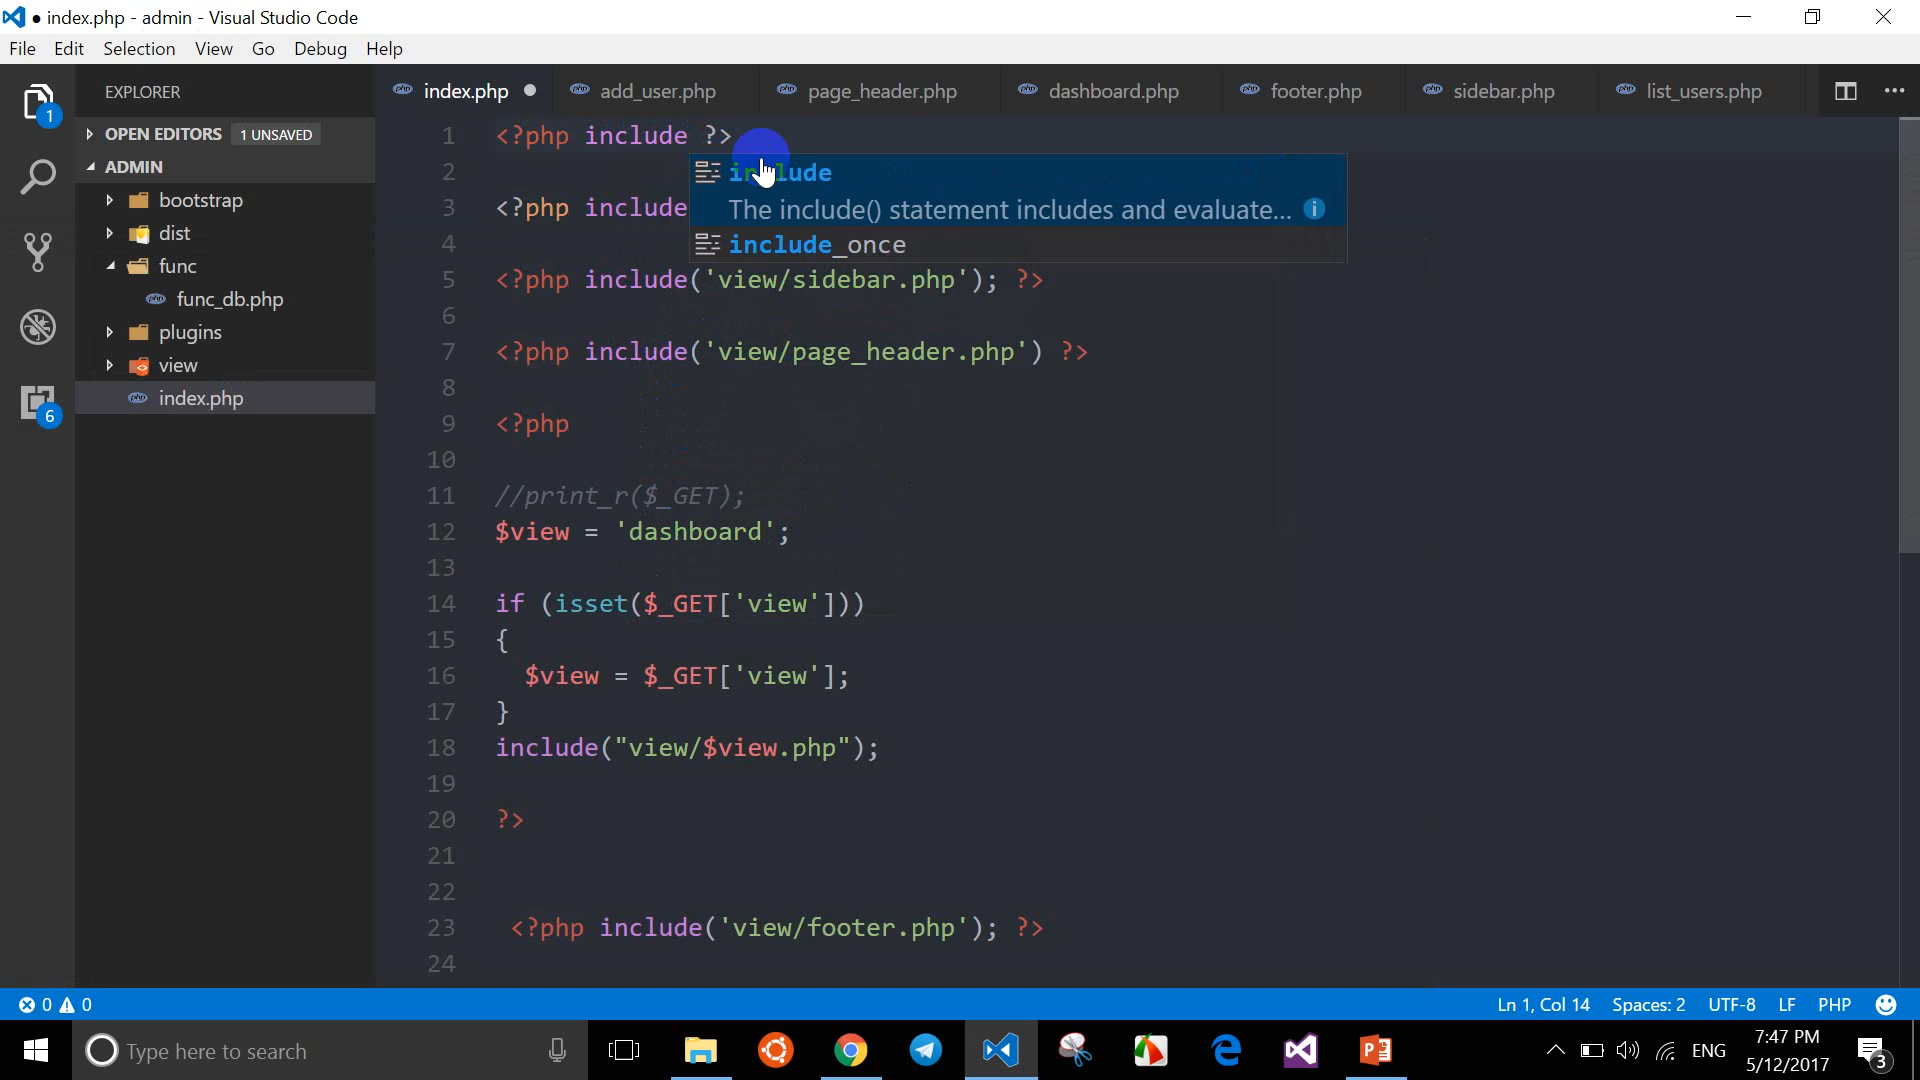 index.php - admin - Visual Studio Code
File Edit Selection View Go Debug Help
EXPLORER
1
index.php add_user.php page_header.php dashboard.php footer.php sidebar.php list_users.php
OPEN EDITORS 1 UNSAVED
ADMIN
bootstrap
dist
func
func_db.php
plugins
view
index.php
6
1 <?php include ?>
2
3 <?php include
4
5 <?php include('view/sidebar.php'); ?>
6
7 <?php include('view/page_header.php') ?>
8
9 <?php
10
11 //print_r($_GET);
12 $view = 'dashboard';
13
14 if (isset($_GET['view']))
15 {
16 $view = $_GET['view'];
17 }
18 include("view/$view.php");
19
20 ?>
21
22
23 <?php include('view/footer.php'); ?>
24
include
The include() statement includes and evaluate...
include_once
0 0
Ln 1, Col 14 Spaces: 2 UTF-8 LF PHP
Type here to search
ENG
7:47 PM
5/12/2017
3